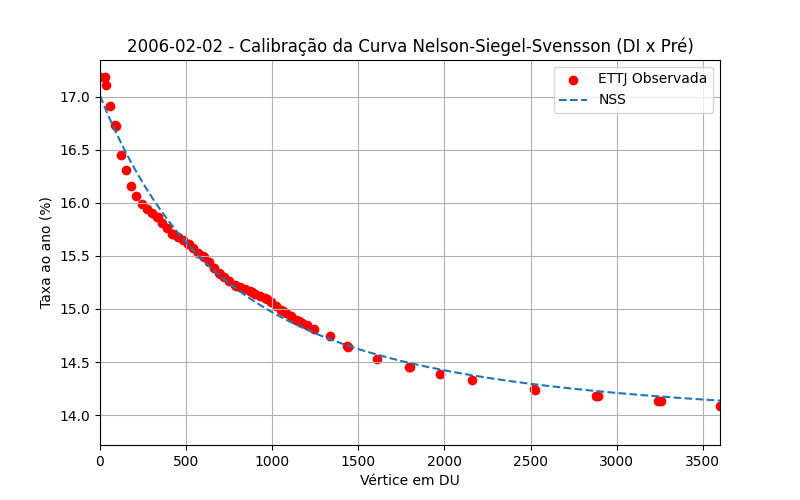 2006-02-02 - Calibração da Curva Nelson-Siegel-Svensson (DI x Pré)
ETTJ Observada
NSS
Taxa ao ano (%)
17.0
16.5
16.0
15.5
15.0
14.5
14.0
0 500 1000 1500 2000 2500 3000 3500
Vértice em DU